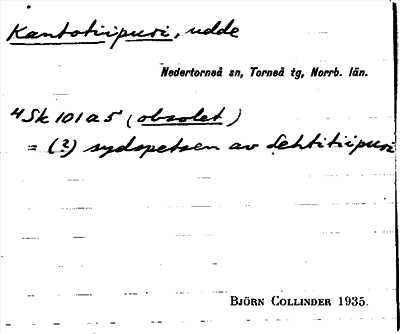 Kantotiipuri, udde
Nedertorneå sn, Torneå tg, Norrb. län.
4Sk 101 a 5 (obsolet)
= (?) sydspetsen av Lehtitiipuri
BJÖRN COLLINDER 1935.